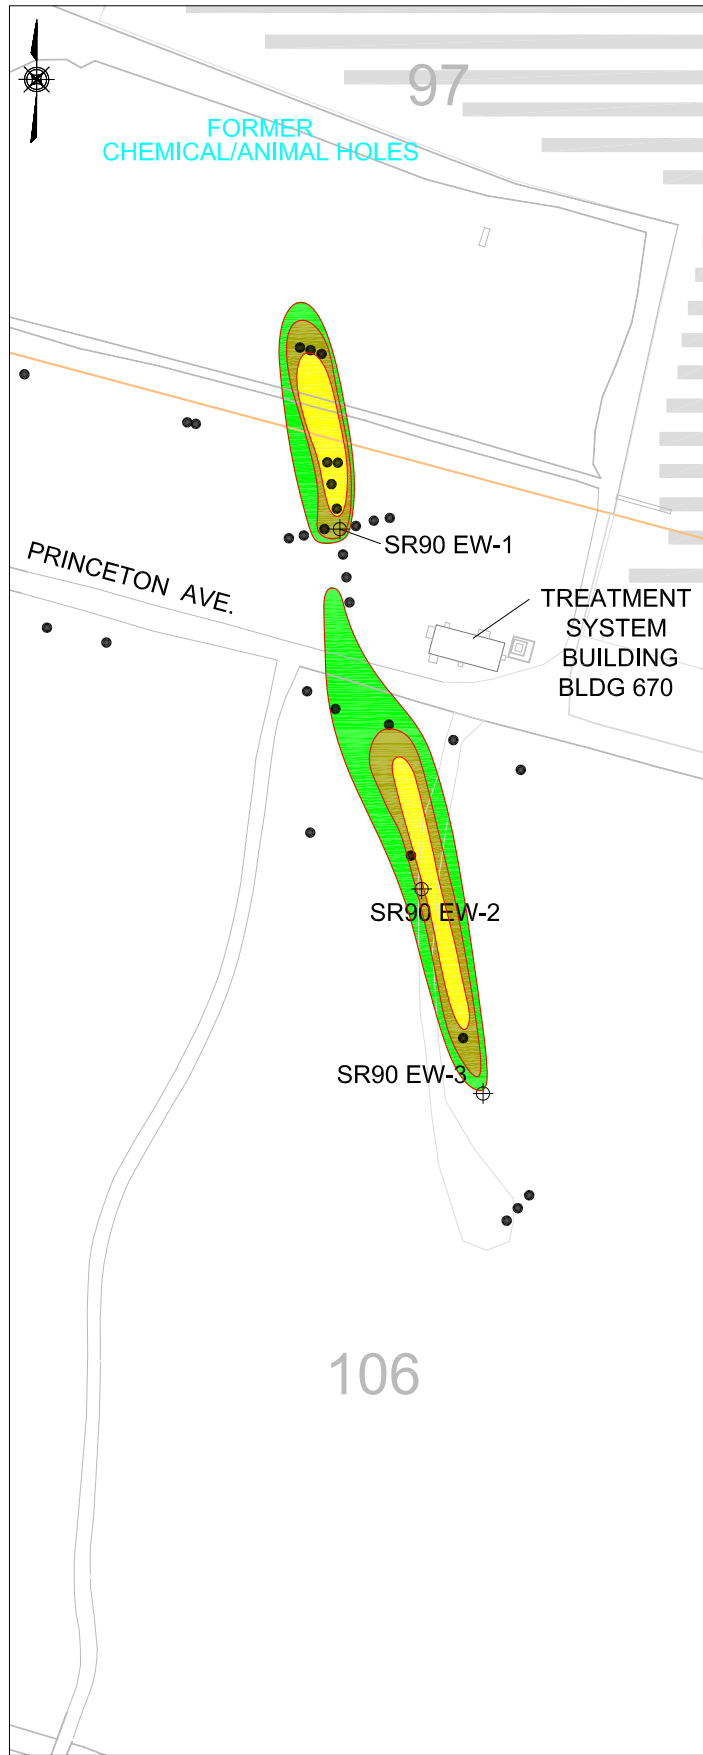 97
FORMER
CHEMICAL/ANIMAL HOLES
SR90 EW-1
PRINCETON AVE.
TREATMENT
SYSTEM
BUILDING
BLDG 670
SR90 EW-2
SR90 EW-3
106